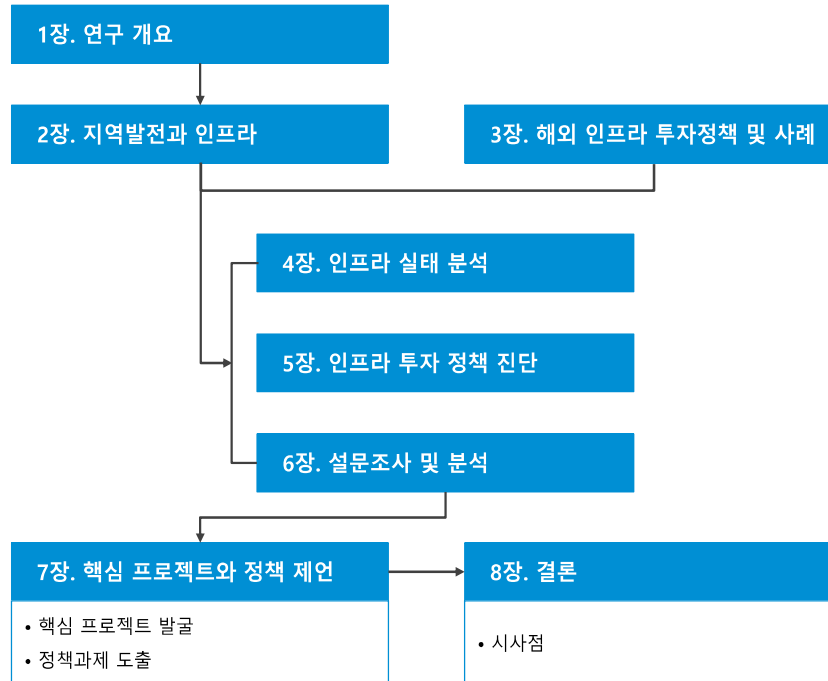 1장. 연구 개요
2장. 지역발전과 인프라
3장. 해외 인프라 투자정책 및 사례
4장. 인프라 실태 분석
5장. 인프라 투자 정책 진단
6장. 설문조사 및 분석
7장. 핵심 프로젝트와 정책 제언
• 핵심 프로젝트 발굴
• 정책과제 도출
8장. 결론
• 시사점